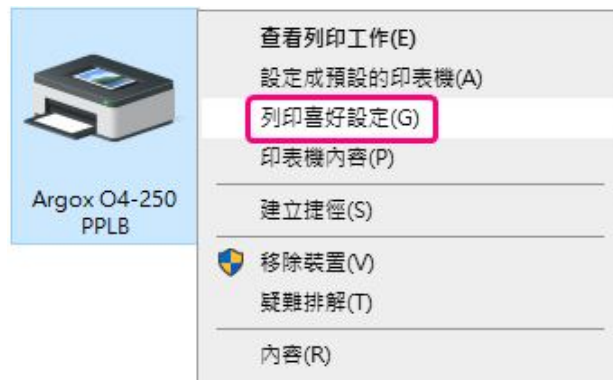 查看列印工作(E)
設定成預設的印表機(A)
列印喜好設定(G)
印表機內容(P)
建立捷徑(S)
移除裝置(V)
疑難排解(T)
內容(R)
Argox O4-250
PPLB